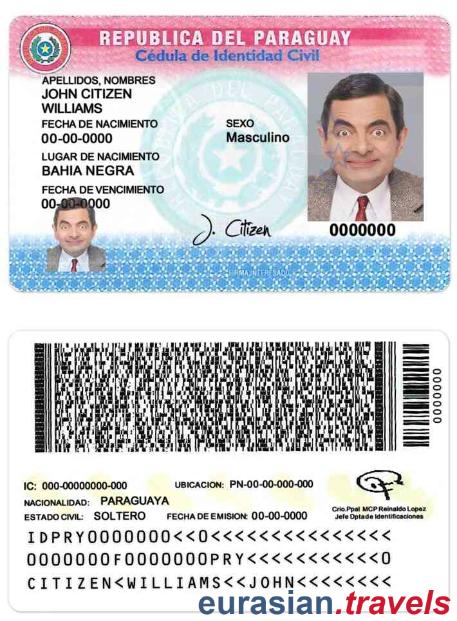 REPUBLICA DEL PARAGUAY
Cédula de Identidad Civil
APELLIDOS, NOMBRES
JOHN CITIZEN
WILLIAMS
FECHA DE NACIMIENTO
00-00-0000
SEXO
Masculino
LUGAR DE NACIMIENTO
BAHIA NEGRA
FECHA DE VENCIMIENTO
00-00-0000
J. Citizen
0000000
FIRMA INTERESADO
0000000
IC: 000-00000000-000
UBICACION: PN-00-00-000-000
NACIONALIDAD: PARAGUAYA
ESTADO CIVIL: SOLTERO
FECHA DE EMISION: 00-00-0000
Crio.Ppal MCP Reinaldo Lopez
Jefe Dpto de Identificaciones
IDPRY0000000<<0<<<<<<<<<<<<<<<
0000000F0000000PRY<<<<<<<<<<<0
CITIZEN<WILLIAMS<<JOHN<<<<<<<<
eurasian.travels